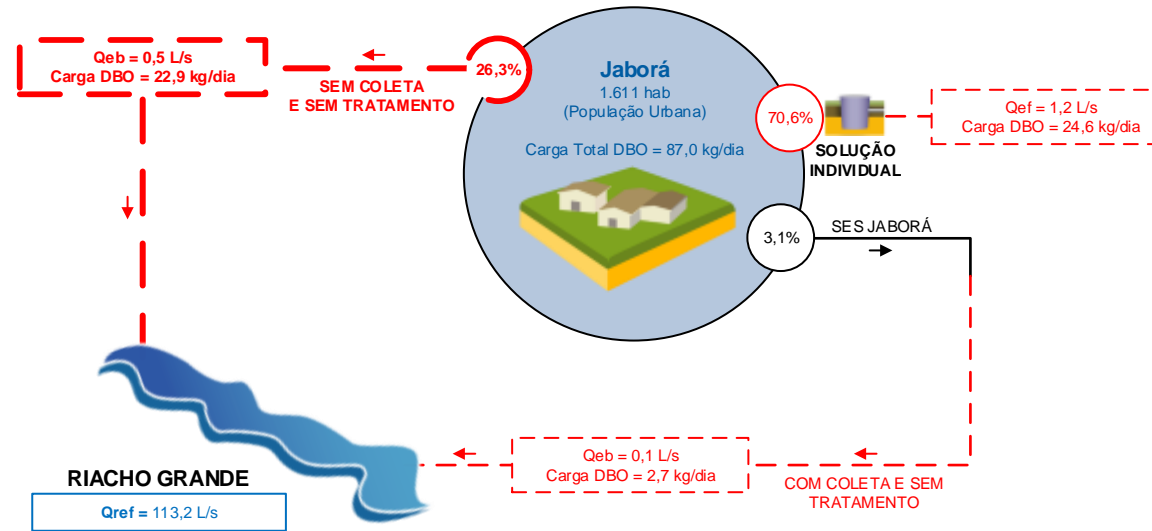 Qeb = 0,5 L/s
Carga DBO = 22,9 kg/dia
SEM COLETA
E SEM TRATAMENTO
26,3%
Jaborá
1.611 hab
(População Urbana)
Carga Total DBO = 87,0 kg/dia
70,6%
SOLUÇÃO
INDIVIDUAL
Qef = 1,2 L/s
Carga DBO = 24,6 kg/dia
3,1%
SES JABORÁ
Qeb = 0,1 L/s
Carga DBO = 2,7 kg/dia
COM COLETA E SEM
TRATAMENTO
RIACHO GRANDE
Qref = 113,2 L/s